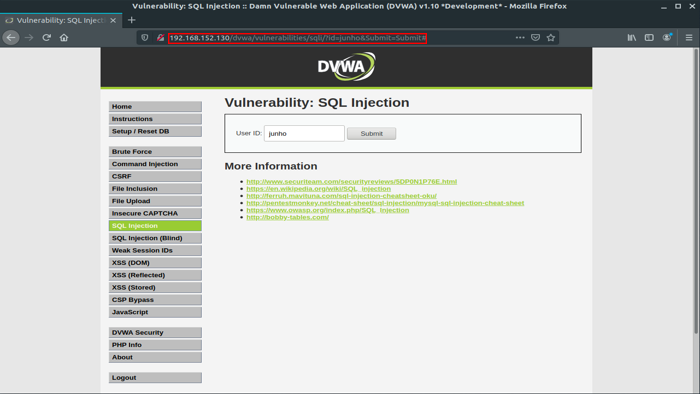 Vulnerability: SQL Injection :: Damn Vulnerable Web Application (DVWA) v1.10 *Development* - Mozilla Firefox
Vulnerability: SQL Injecti
192.168.152.130/dvwa/vulnerabilities/sqli/?id=junho&Submit=Submit#
DVWA
Home
Instructions
Setup / Reset DB
Brute Force
Command Injection
CSRF
File Inclusion
File Upload
Insecure CAPTCHA
SQL Injection
SQL Injection (Blind)
Weak Session IDs
XSS (DOM)
XSS (Reflected)
XSS (Stored)
CSP Bypass
JavaScript
DVWA Security
PHP Info
About
Logout
Vulnerability: SQL Injection
User ID: junho Submit
More Information
http://www.securiteam.com/securityreviews/5DP0N1P76E.html
https://en.wikipedia.org/wiki/SQL_injection
http://ferruh.mavituna.com/sql-injection-cheatsheet-oku/
http://pentestmonkey.net/cheat-sheet/sql-injection/mysql-sql-injection-cheat-sheet
https://www.owasp.org/index.php/SQL_Injection
http://bobby-tables.com/